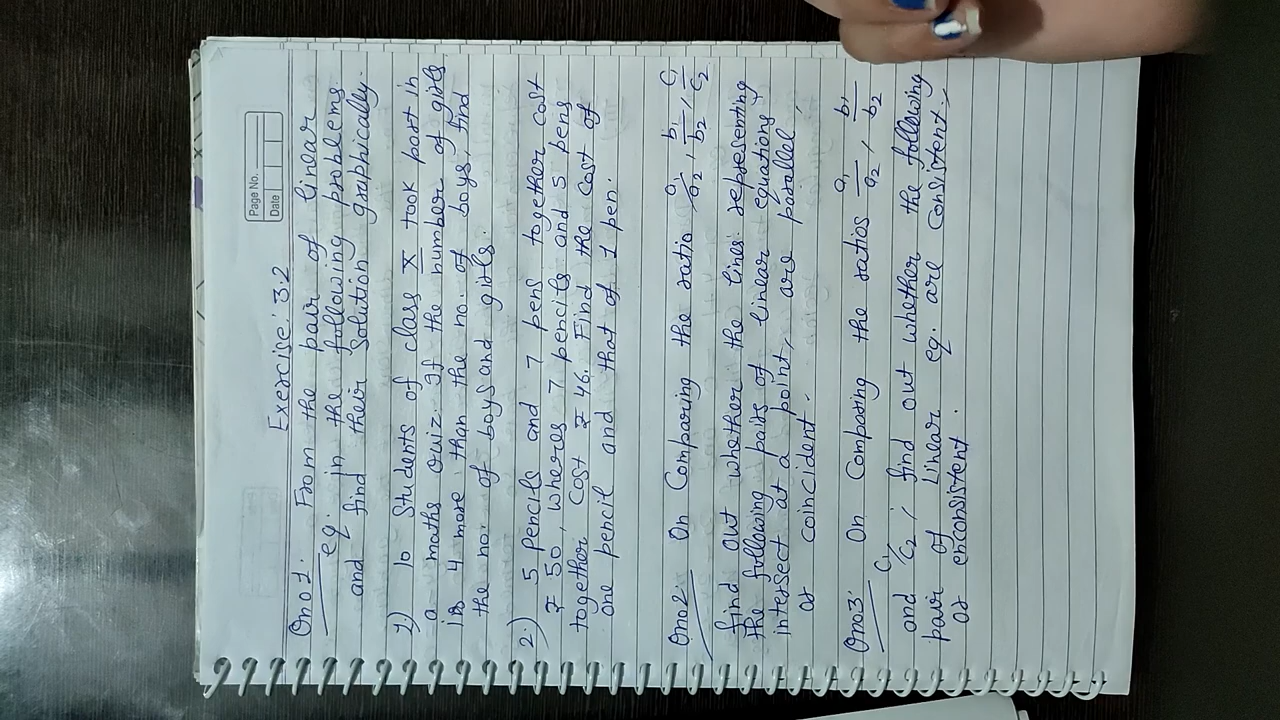 Page No.
Date
Exercise: 3.2
Qno1. From the pair of linear
eq. in the following problems
and find their solution graphically.
1) 10 Students of class X took part in
a maths Quiz. If the number of girls
is 4 more than the no. of boys, find
the no. of boys and girls.
2.) 5 pencils and 7 pens together cost
₹ 50, wheres 7 pencils and 5 pens
together cost ₹ 46. Find the cost of
one pencil and that of 1 pen.
Qno2. On Comparing the ratio a1/a2, b1/b2, c1/c2
find out whether the lines representing
the following pairs of linear equations
intersect at a point, are parallel
or coincident.
Qno3. On Comparing the ratios a1/a2, b1/b2
and c1/c2, find out whether the following
pair of linear eq. are consistent,
or enconsistent.